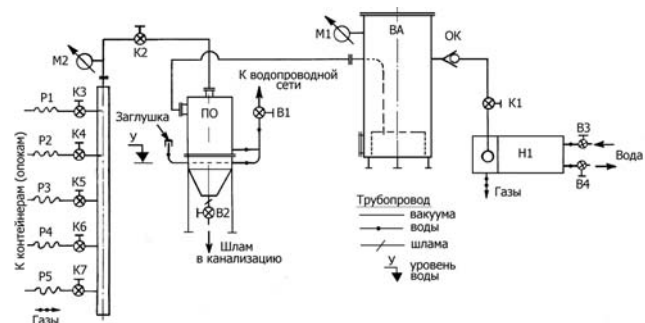 М2
К2
М1
ВА
ОК
К водопроводной
сети
Р1
К3
ПО
В1
К1
Заглушка
Р2
К4
У
Н1
В3
Вода
В4
Газы
К контейнерам (опокам)
Р3
К5
В2
Трубопровод
вакуума
воды
шлама
У
уровень
воды
Р4
К6
Шлам
в канализацию
Р5
К7
Газы